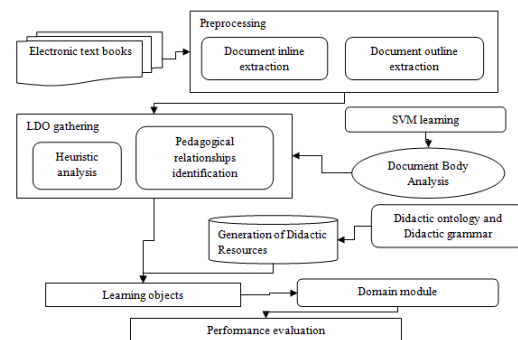 Preprocessing
Electronic text books
Document inline
extraction
Document outline
extraction
LDO gathering
Heuristic
analysis
Pedagogical
relationships
identification
SVM learning
Document Body
Analysis
Generation of Didactic
Resources
Didactic ontology and
Didactic grammar
Learning objects
Domain module
Performance evaluation